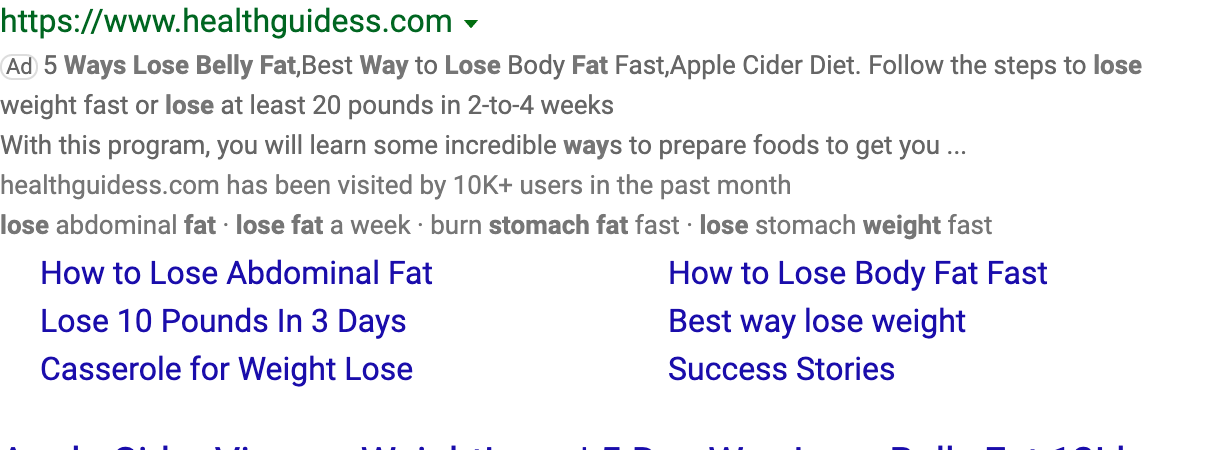 https://www.healthguidess.com
Ad 5 Ways Lose Belly Fat,Best Way to Lose Body Fat Fast,Apple Cider Diet. Follow the steps to lose
weight fast or lose at least 20 pounds in 2-to-4 weeks
With this program, you will learn some incredible ways to prepare foods to get you ...
healthguidess.com has been visited by 10K+ users in the past month
lose abdominal fat · lose fat a week · burn stomach fat fast · lose stomach weight fast
How to Lose Abdominal Fat
How to Lose Body Fat Fast
Lose 10 Pounds In 3 Days
Best way lose weight
Casserole for Weight Lose
Success Stories